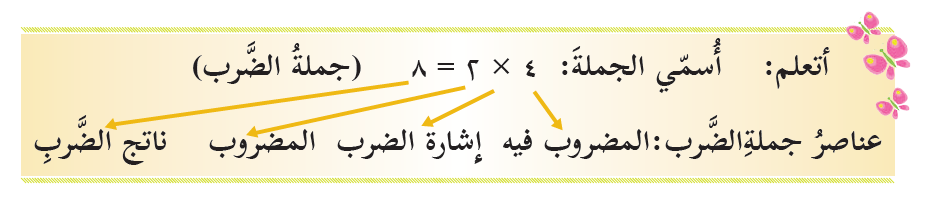 أتعلم: أُسمّي الجملةَ: ٤ × ٢ = ٨ (جملةُ الضَّرب)
عناصرُ جملةِالضَّرب: المضروب فيه إشارة الضرب المضروب ناتج الضَّربِ